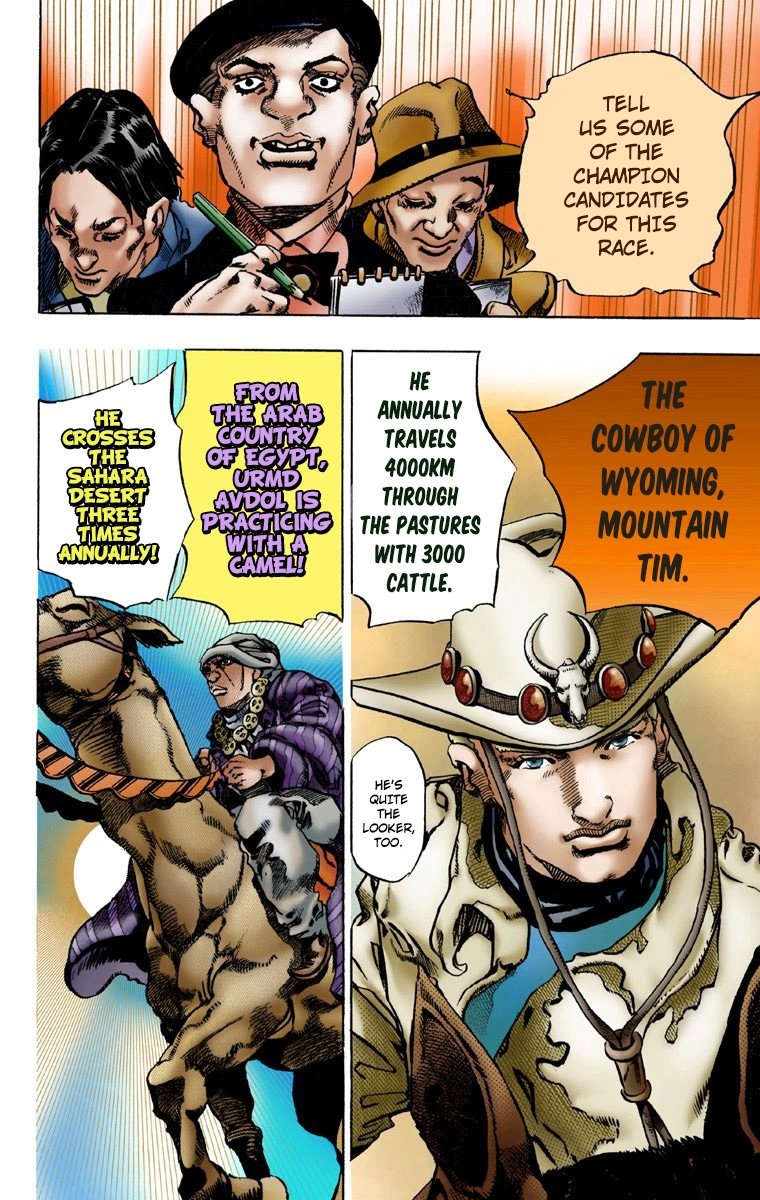 TELL
US SOME
OF THE
CHAMPION
CANDIDATES
FOR THIS
RACE.
THE
COWBOY OF
WYOMING,
MOUNTAIN
TIM.
HE
ANNUALLY
TRAVELS
4000KM
THROUGH
THE PASTURES
WITH 3000
CATTLE.
HE'S
QUITE
THE
LOOKER,
TOO.
FROM
THE ARAB
COUNTRY
OF EGYPT,
URMD
AVDOL IS
PRACTICING
WITH A
CAMEL!
HE
CROSSES
THE
SAHARA
DESERT
THREE
TIMES
ANNUALLY!